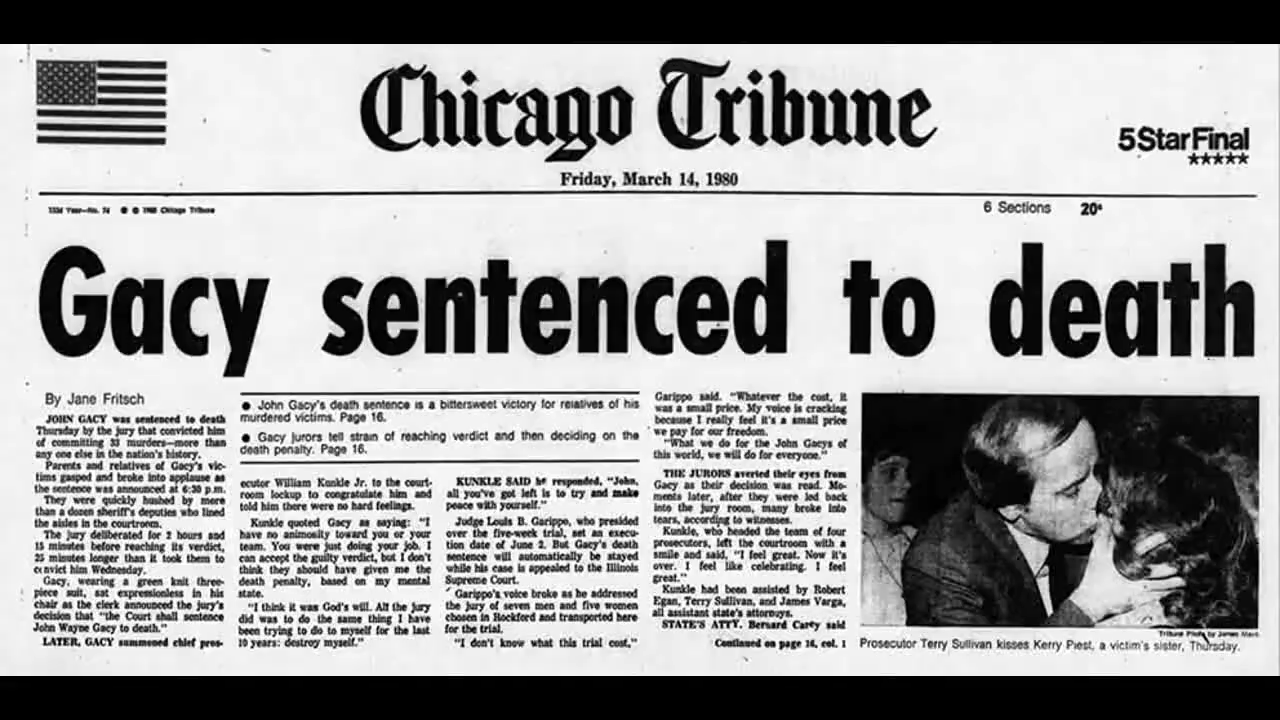 Chicago Tribune
5 Star Final
★★★★★
Friday, March 14, 1980
© 1980 Chicago Tribune
6 Sections 20¢
Gacy sentenced to death
By Jane Fritsch
JOHN GACY was sentenced to death
Thursday by the jury that convicted him
of committing 33 murders—more than
any one else in the nation's history.
Parents and relatives of Gacy's vic-
tims gasped and broke into applause as
the sentence was announced at 6:30 p.m.
They were quickly hushed by more
than a dozen sheriff's deputies who lined
the aisles in the courtroom.
The jury deliberated for 2 hours and
15 minutes before reaching its verdict,
25 minutes longer than it took them to
convict him Wednesday.
Gacy, wearing a green knit three-
piece suit, sat expressionless in his
chair as the clerk announced the jury's
decision that "the Court shall sentence
John Wayne Gacy to death."
LATER, GACY summoned chief pros-
● John Gacy's death sentence is a bittersweet victory for relatives of his
murdered victims. Page 16.
● Gacy jurors tell strain of reaching verdict and then deciding on the
death penalty. Page 16.
ecutor William Kunkle Jr. to the court-
room lockup to congratulate him and
told him there were no hard feelings.
Kunkle quoted Gacy as saying: "I
have no animosity toward you or your
team. You were just doing your job. I
can accept the guilty verdict, but I don't
think they should have given me the
death penalty, based on my mental
state.
"I think it was God's will. All the jury
did was to do the same thing I have
been trying to do to myself for the last
10 years: destroy myself."
KUNKLE SAID he responded, "John,
all you've got left is to try and make
peace with yourself."
Judge Louis B. Garippo, who presided
over the five-week trial, set an execu-
tion date of June 2. But Gacy's death
sentence will automatically be stayed
while his case is appealed to the Illinois
Supreme Court.
Garippo's voice broke as he addressed
the jury of seven men and five women
chosen in Rockford and transported here
for the trial.
"I don't know what this trial cost,"
Garippo said. "Whatever the cost, it
was a small price. My voice is cracking
because I really feel it's a small price
we pay for our freedom.
"What we do for the John Gacys of
this world, we will do for everyone."
THE JURORS averted their eyes from
Gacy as their decision was read. Mo-
ments later, after they were led back
into the jury room, many broke into
tears, according to witnesses.
Kunkle, who headed the team of four
prosecutors, left the courtroom with a
smile and said, "I feel great. Now it's
over. I feel like celebrating. I feel
great."
Kunkle had been assisted by Robert
Egan, Terry Sullivan, and James Varga,
all assistant state's attorneys.
STATE'S ATTY. Bernard Carey said
Continued on page 16, col. 1
Tribune Photo by James
Prosecutor Terry Sullivan kisses Kerry Piest, a victim's sister, Thursday.